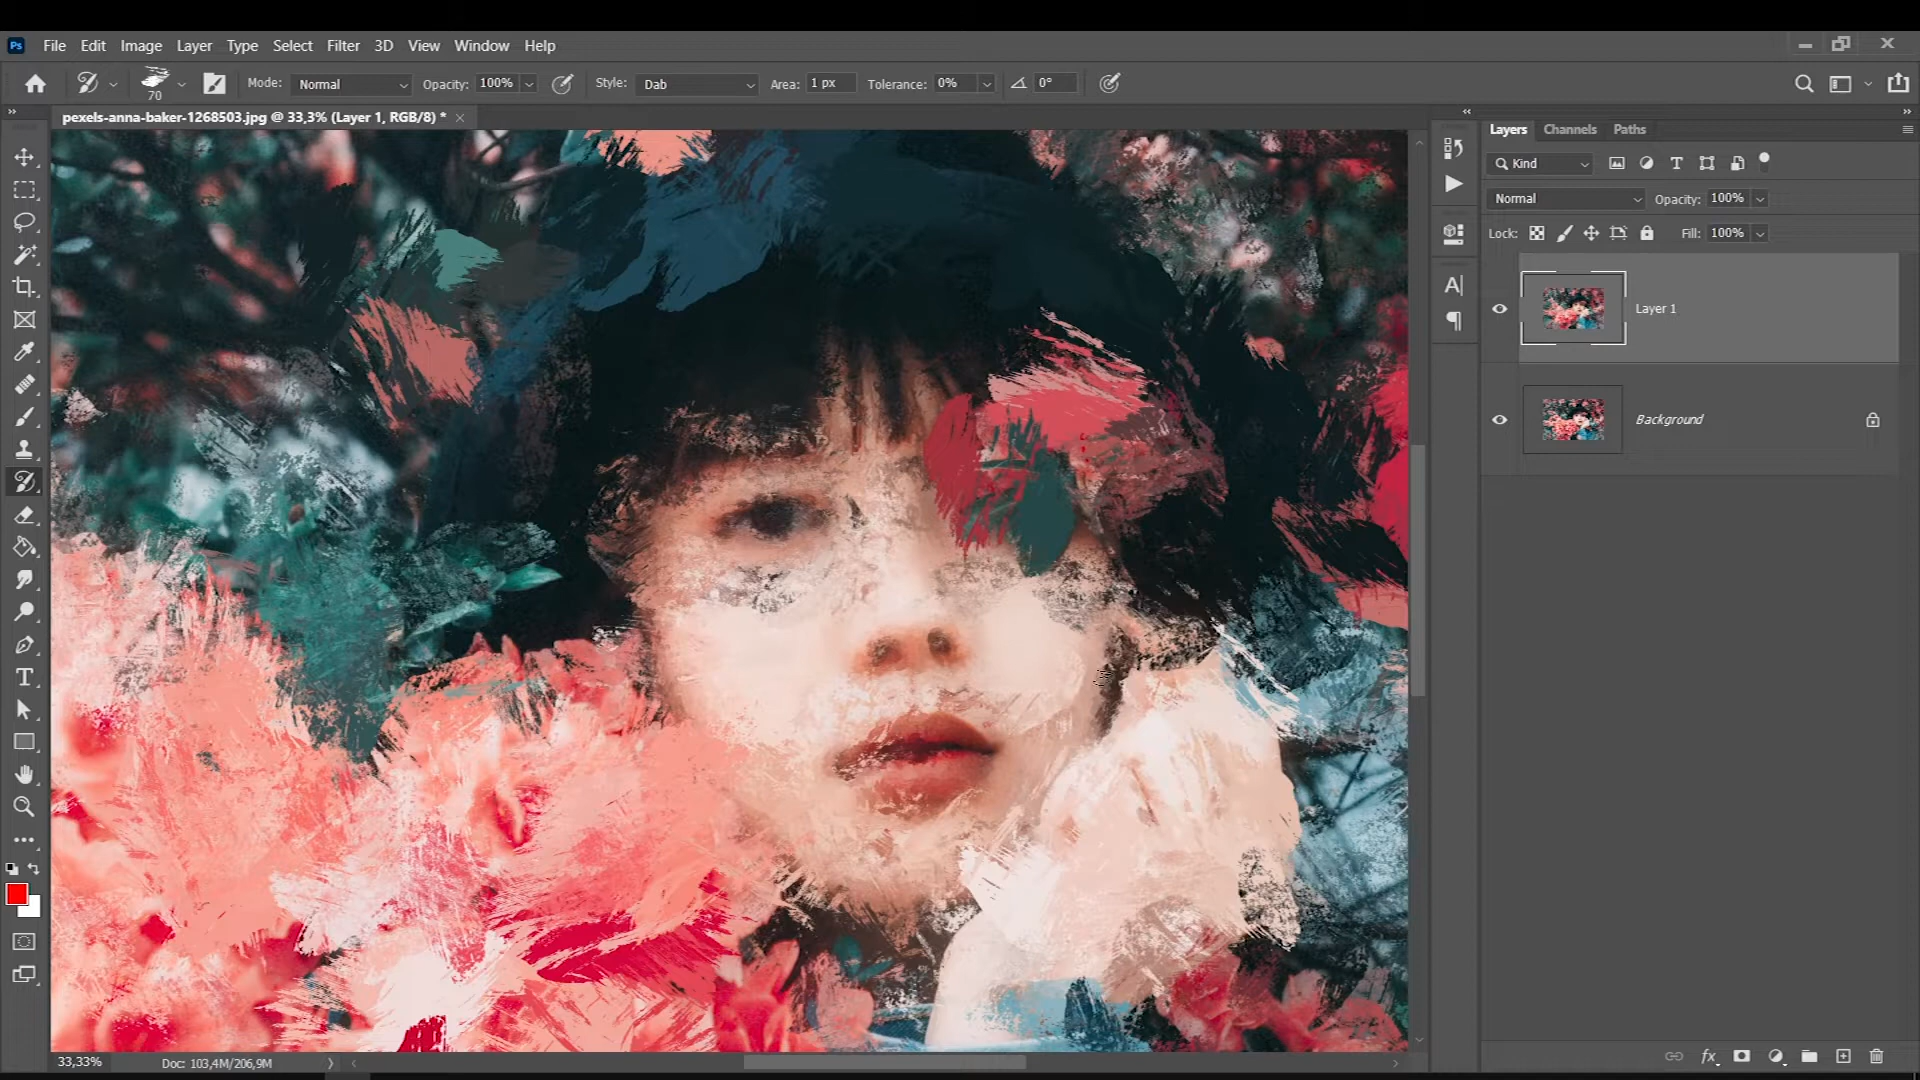 Ps File Edit Image Layer Type Select Filter 3D View Window Help
70 Mode: Normal Opacity: 100% Style: Dab Area: 1 px Tolerance: 0% 0°
pexels-anna-baker-1268503.jpg @ 33,3% (Layer 1, RGB/8) *
Layers Channels Paths
Kind
Normal Opacity: 100%
Lock: Fill: 100%
Layer 1
Background
33,33% Doc: 103,4M/206,9M